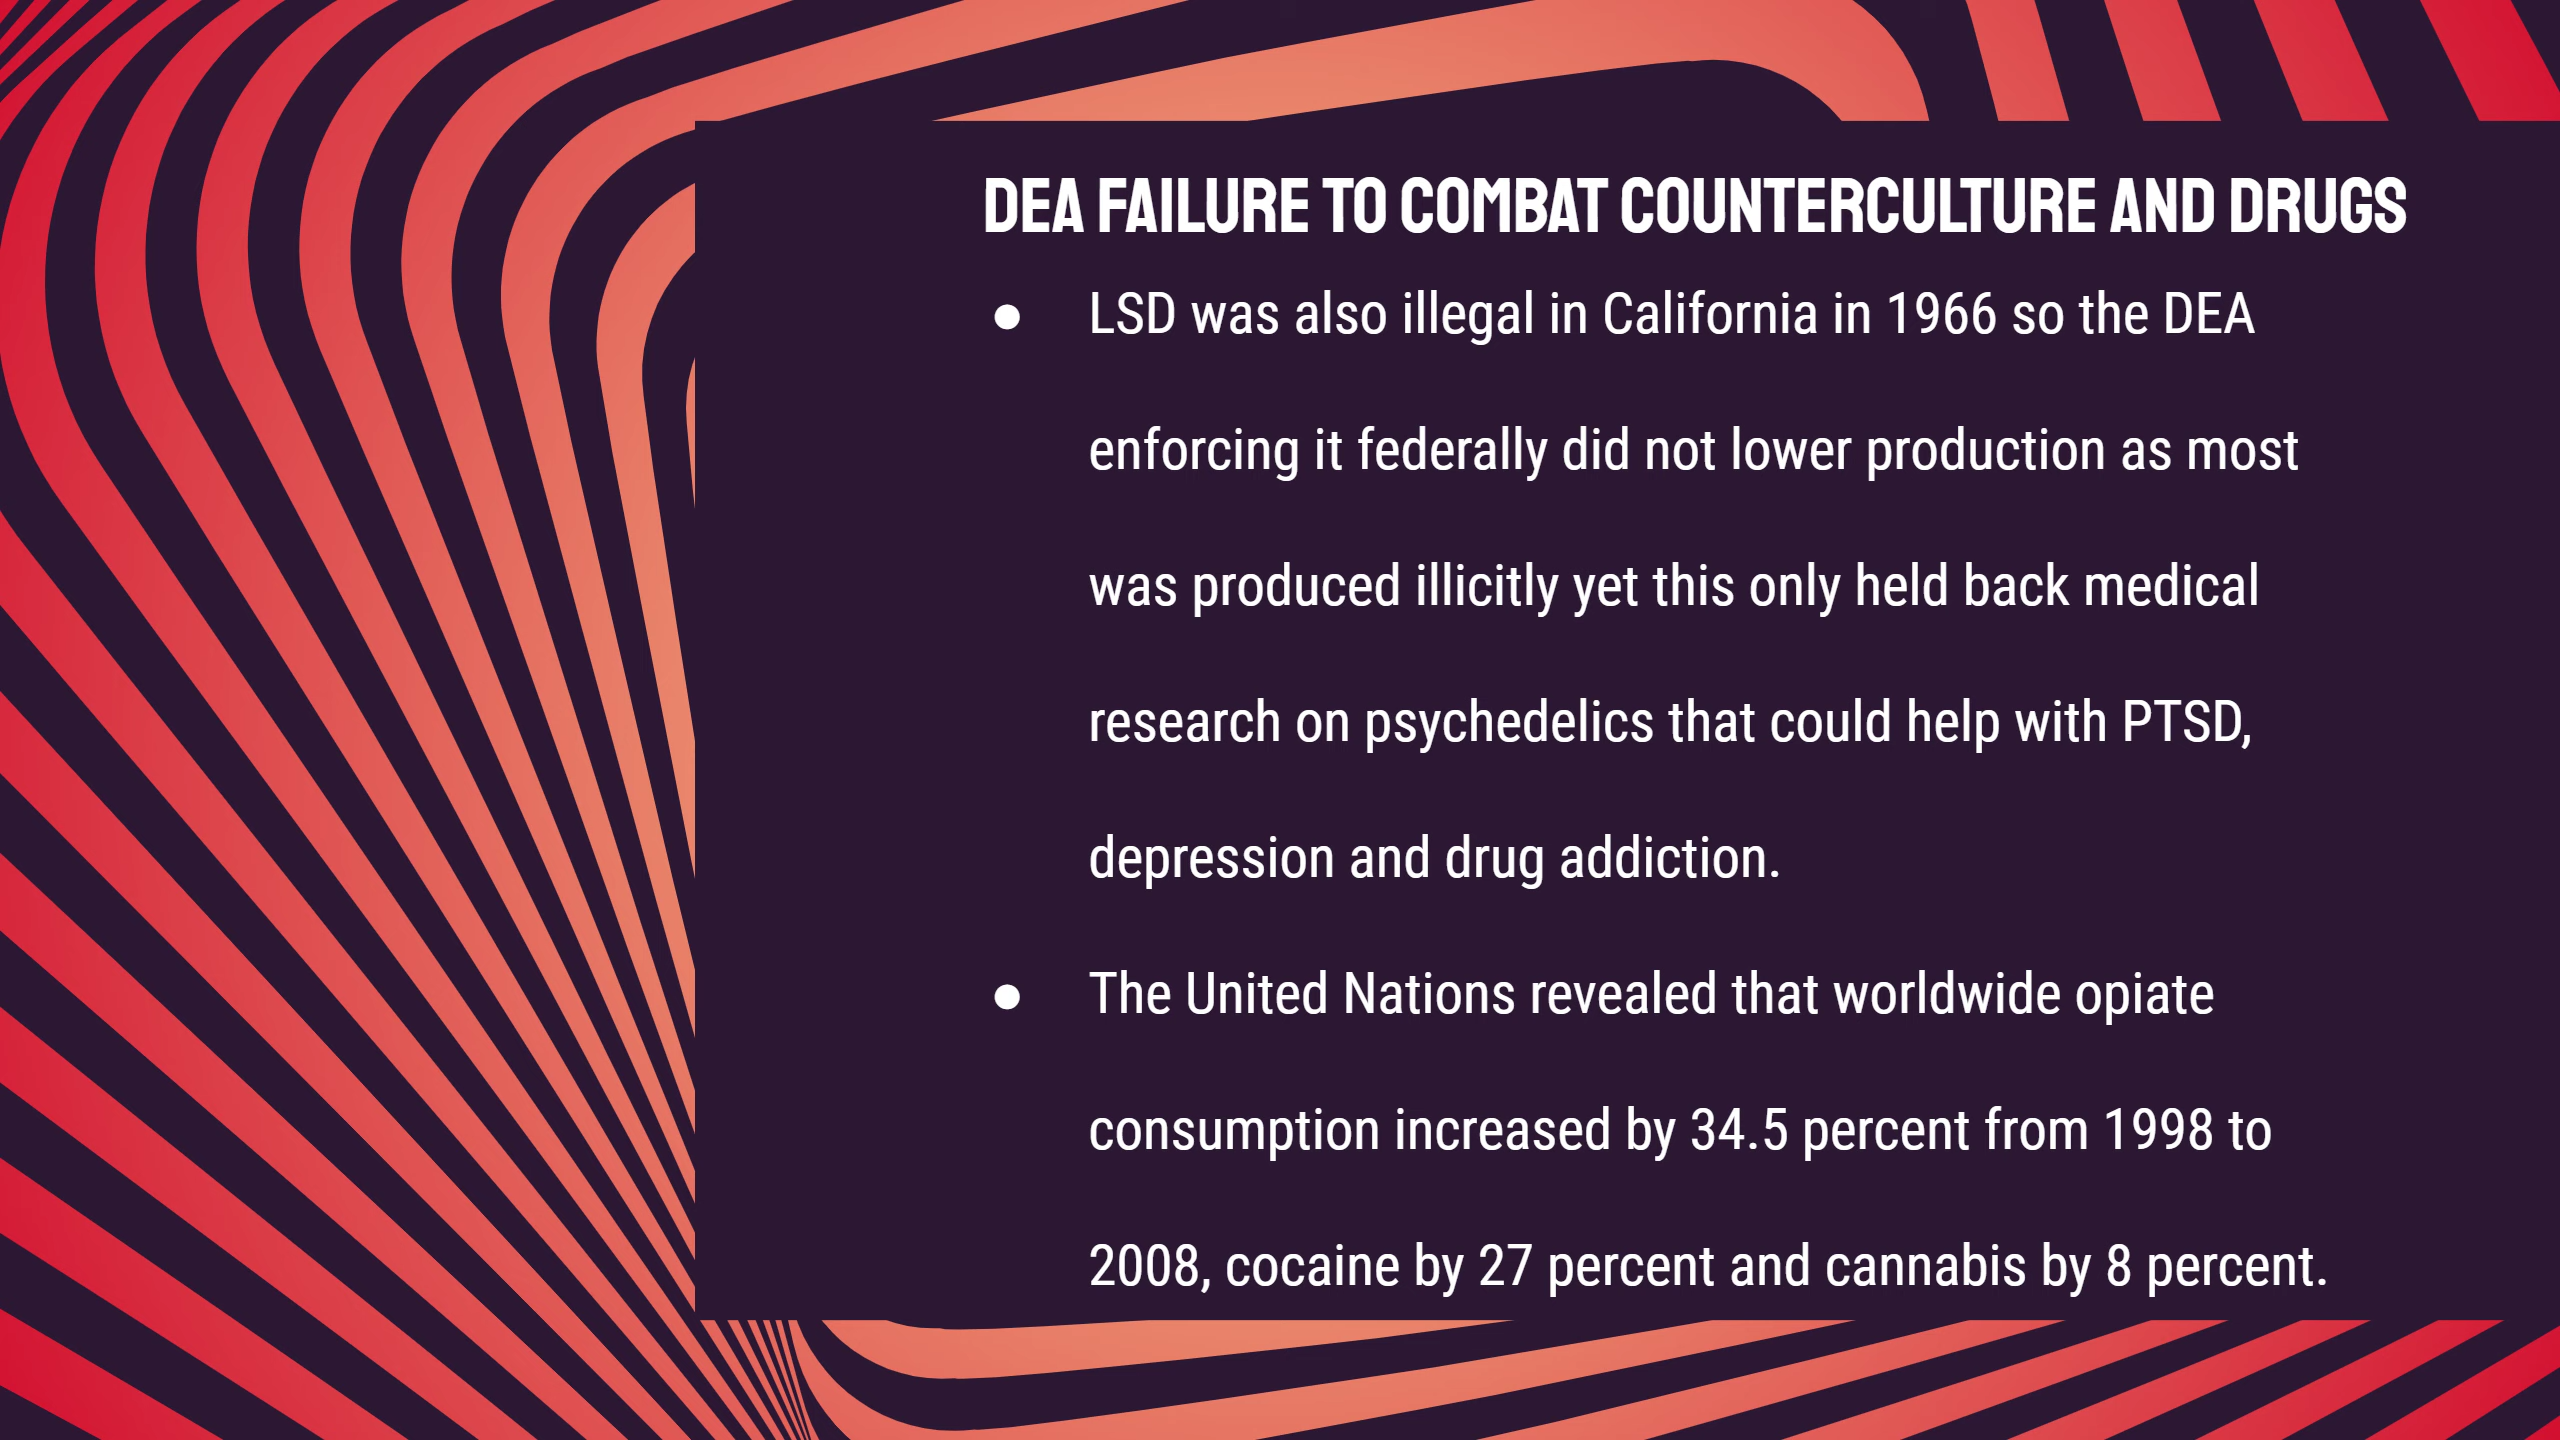 DEA FAILURE TO COMBAT COUNTERCULTURE AND DRUGS
● LSD was also illegal in California in 1966 so the DEA
enforcing it federally did not lower production as most
was produced illicitly yet this only held back medical
research on psychedelics that could help with PTSD,
depression and drug addiction.
● The United Nations revealed that worldwide opiate
consumption increased by 34.5 percent from 1998 to
2008, cocaine by 27 percent and cannabis by 8 percent.